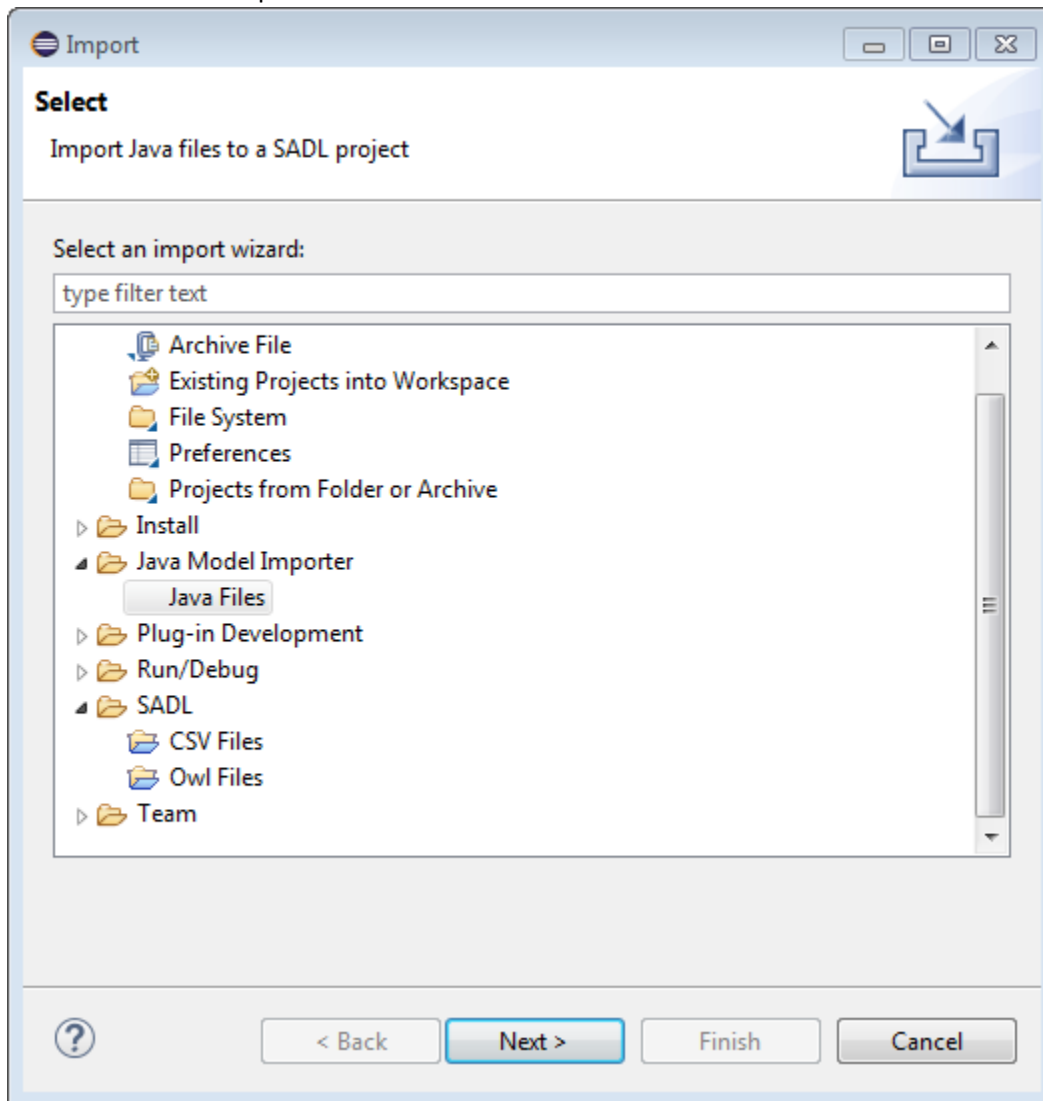 Import
Select
Import Java files to a SADL project
Select an import wizard:
type filter text
Archive File
Existing Projects into Workspace
File System
Preferences
Projects from Folder or Archive
Install
Java Model Importer
Java Files
Plug-in Development
Run/Debug
SADL
CSV Files
Owl Files
Team
? < Back Next > Finish Cancel